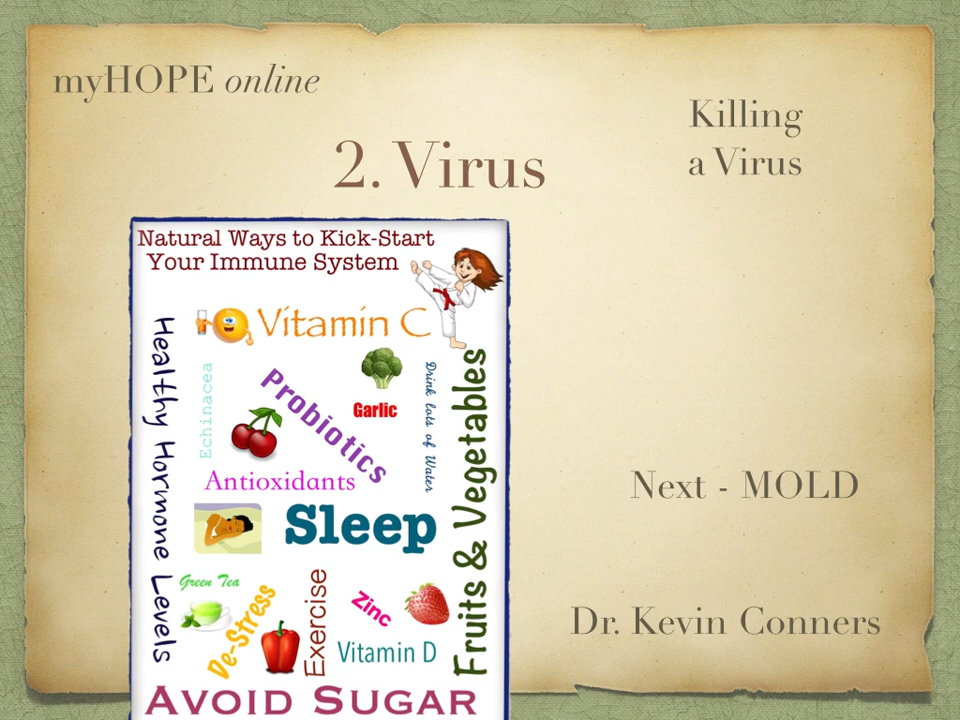 myHOPE online
Killing
a Virus
2. Virus
Natural Ways to Kick-Start
Your Immune System
Vitamin C
Healthy Hormone Levels
Echinacea
Probiotics
Garlic
Drink lots of Water
Fruits & Vegetables
Antioxidants
Sleep
Green Tea
De-Stress
Exercise
Zinc
Vitamin D
AVOID SUGAR
Next - MOLD
Dr. Kevin Conners